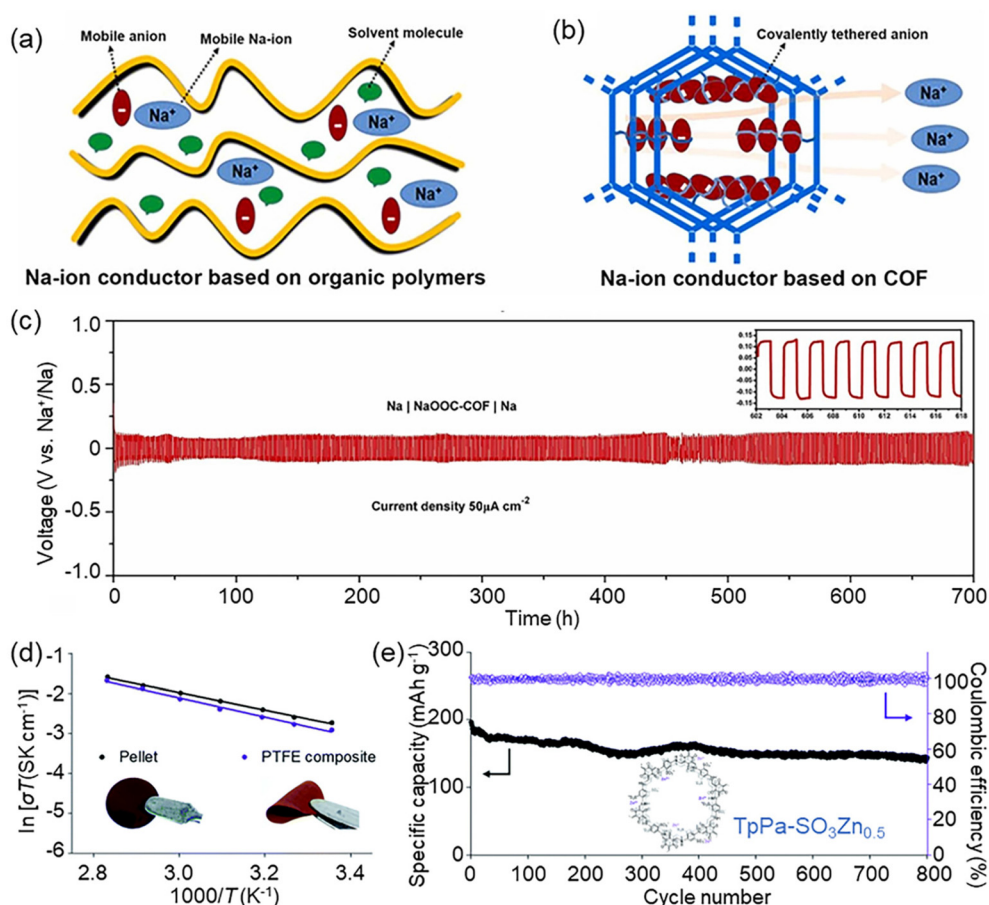 (a)
Mobile anion
Mobile Na-ion
Solvent molecule
-
Na⁺
-
Na⁺
Na⁺
-
-
Na⁺
Na-ion conductor based on organic polymers
(b)
Covalently tethered anion
-
-
Na⁺
Na⁺
Na⁺
Na-ion conductor based on COF
(c)
Voltage (V vs. Na⁺/Na)
1.0
0.5
0
-0.5
-1.0
Na | NaOOC-COF | Na
Current density 50μA cm⁻²
0.15
0.10
0.05
0.00
-0.05
-0.10
-0.15
602 604 606 608 610 612 614 616 618
0 100 200 300 400 500 600 700
Time (h)
(d)
ln [σT(SK cm⁻¹)]
-1
-2
-3
-4
-5
-6
Pellet
PTFE composite
2.8 3.0 3.2 3.4
1000/T (K⁻¹)
(e)
Specific capacity (mAh g⁻¹)
300
200
100
0
TpPa-SO₃Zn₀.₅
100
80
60
40
20
0
Coulombic efficiency (%)
0 100 200 300 400 500 600 700 800
Cycle number